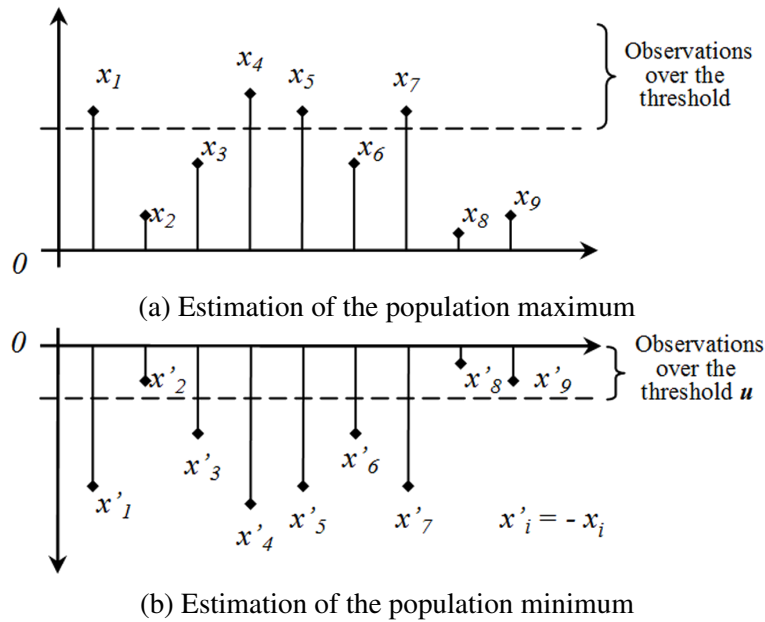 x1
x2
x3
x4
x5
x6
x7
x8
x9
Observations
over the
threshold
0
(a) Estimation of the population maximum
0
Observations
over the
threshold u
x'1
x'2
x'3
x'4
x'5
x'6
x'7
x'8
x'9
x'i = - xi
(b) Estimation of the population minimum